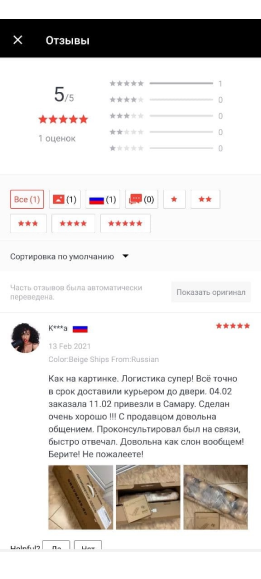 × Отзывы
5/5
1 оценок
1
0
0
0
0
Все (1) (1) (1) (0)
Сортировка по умолчанию
Часть отзывов была автоматически
переведена.
Показать оригинал
K***a
13 Feb 2021
Color:Beige Ships From:Russian
Как на картинке. Логистика супер! Всё точно
в срок доставили курьером до двери. 04.02
заказала 11.02 привезли в Самару. Сделан
очень хорошо !!! С продавцом довольна
общением. Проконсультировал был на связи,
быстро отвечал. Довольна как слон вообщем!
Берите! Не пожалеете!
Helpful? Да Нет